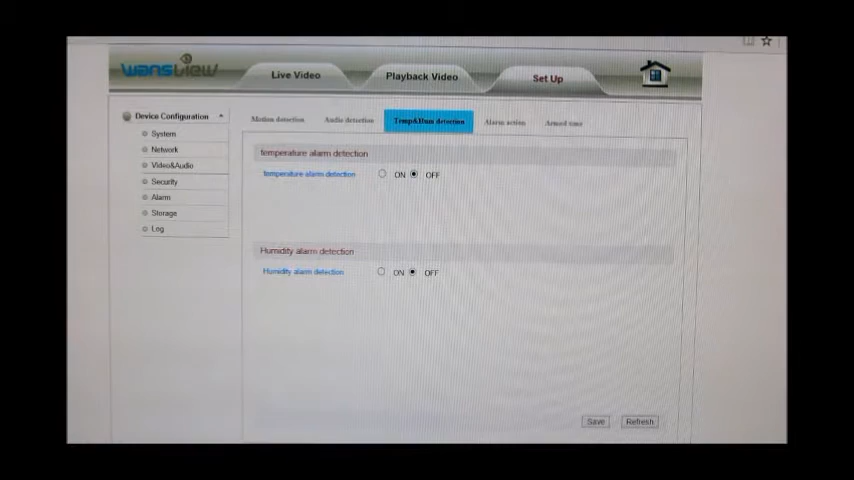 wansview
Live Video
Playback Video
Set Up
Device Configuration
System
Network
Video&Audio
Security
Alarm
Storage
Log
Motion detection
Audio detection
Temp&Hum detection
Alarm action
Armed time
temperature alarm detection
temperature alarm detection ON OFF
Humidity alarm detection
Humidity alarm detection ON OFF
Save Refresh